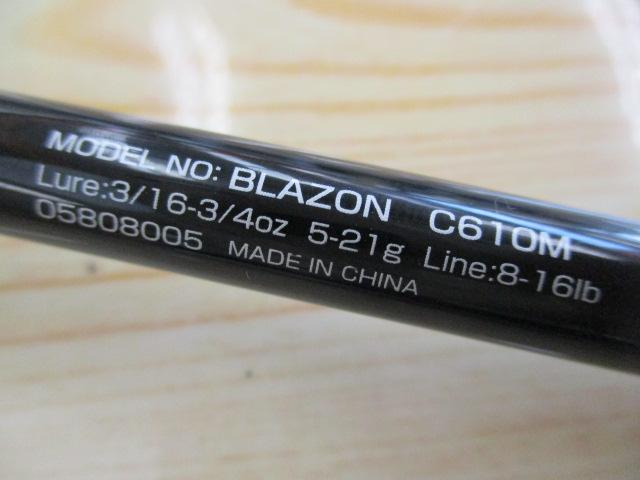 MODEL NO: BLAZON C610M
Lure:3/16-3/4oz 5-21g Line:8-16lb
05808005 MADE IN CHINA